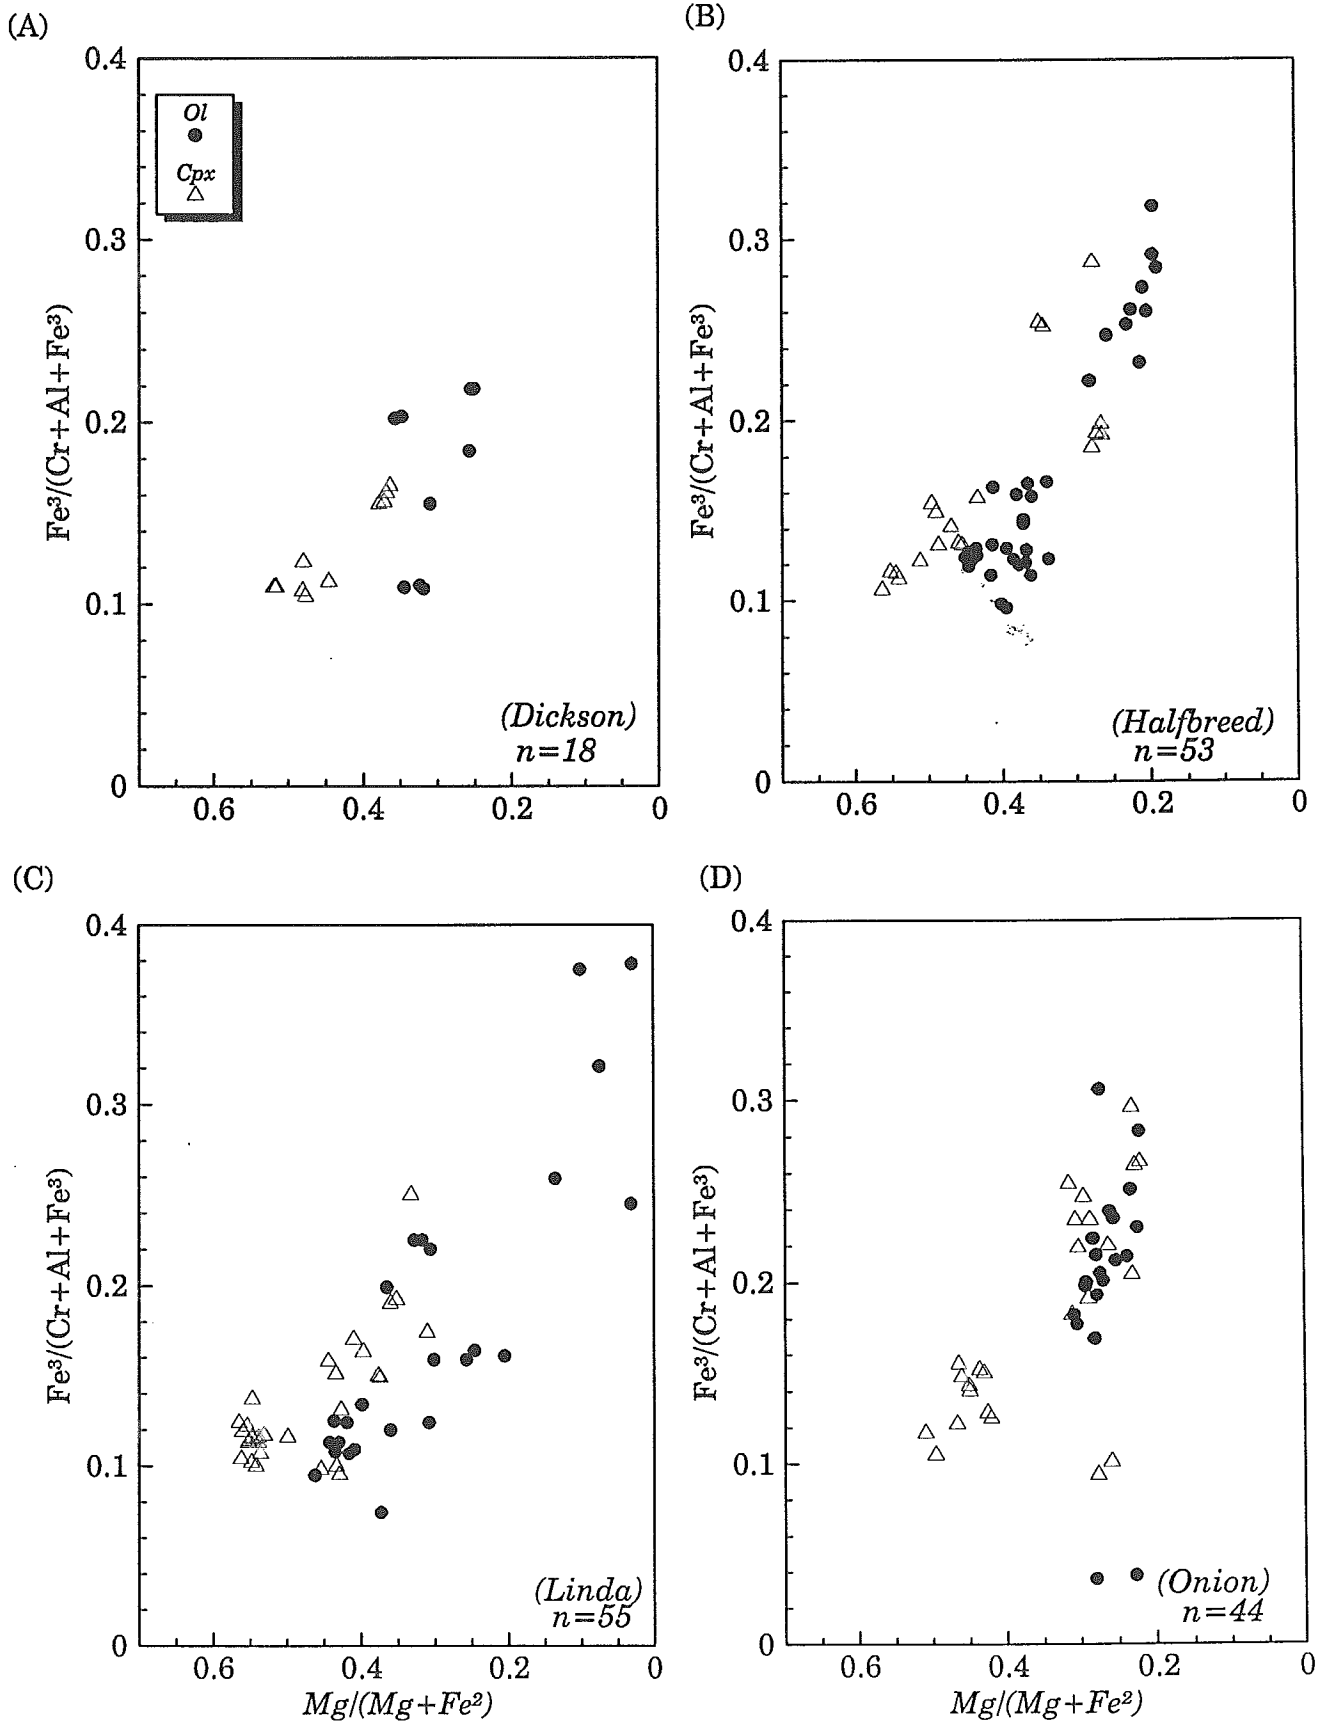 (A)
0.4
0.3
0.2
0.1
0
Fe³/(Cr+Al+Fe³)
Ol
Cpx
(Dickson)
n=18
0.6 0.4 0.2 0
(B)
0.4
0.3
0.2
0.1
0
Fe³/(Cr+Al+Fe³)
(Halfbreed)
n=53
0.6 0.4 0.2 0
(C)
0.4
0.3
0.2
0.1
0
Fe³/(Cr+Al+Fe³)
(Linda)
n=55
0.6 0.4 0.2 0
Mg/(Mg+Fe²)
(D)
0.4
0.3
0.2
0.1
0
Fe³/(Cr+Al+Fe³)
(Onion)
n=44
0.6 0.4 0.2 0
Mg/(Mg+Fe²)